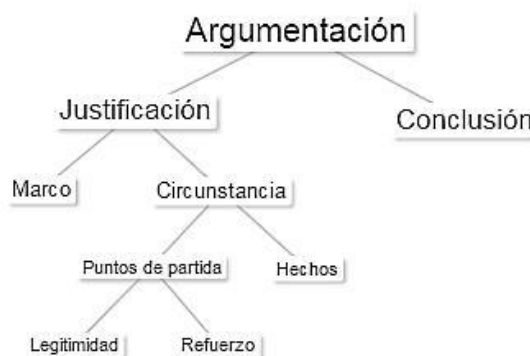 Argumentación
Justificación
Conclusión
Marco
Circunstancia
Puntos de partida
Hechos
Legitimidad
Refuerzo